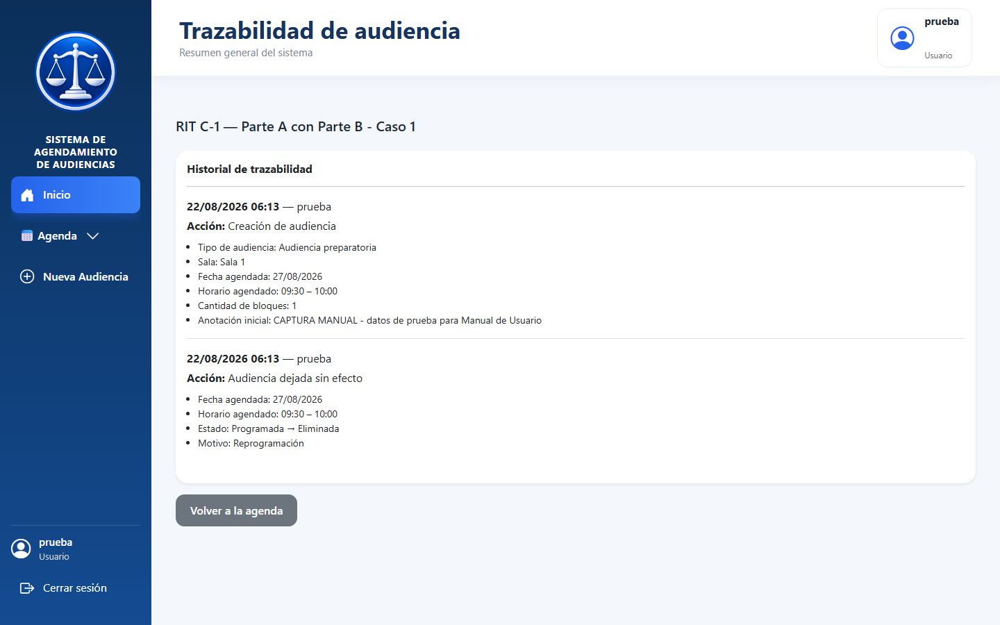 SISTEMA DE
AGENDAMIENTO
DE AUDIENCIAS
Inicio
Agenda
Nueva Audiencia
prueba
Usuario
Cerrar sesión
Trazabilidad de audiencia
Resumen general del sistema
prueba
Usuario
RIT C-1 — Parte A con Parte B - Caso 1
Historial de trazabilidad
22/08/2026 06:13 — prueba
Acción: Creación de audiencia
• Tipo de audiencia: Audiencia preparatoria
• Sala: Sala 1
• Fecha agendada: 27/08/2026
• Horario agendado: 09:30 – 10:00
• Cantidad de bloques: 1
• Anotación inicial: CAPTURA MANUAL - datos de prueba para Manual de Usuario
22/08/2026 06:13 — prueba
Acción: Audiencia dejada sin efecto
• Fecha agendada: 27/08/2026
• Horario agendado: 09:30 – 10:00
• Estado: Programada → Eliminada
• Motivo: Reprogramación
Volver a la agenda